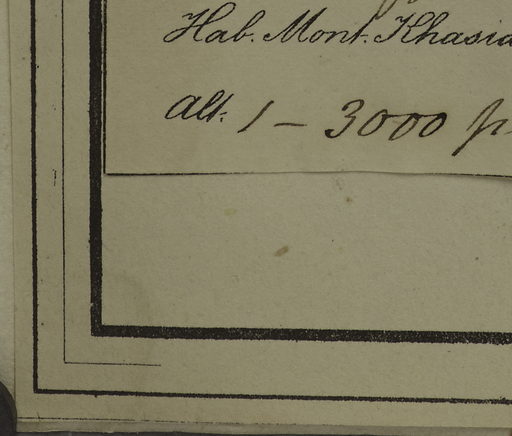 Hab. Mont. Khasia
Alt. 1 – 3000 p